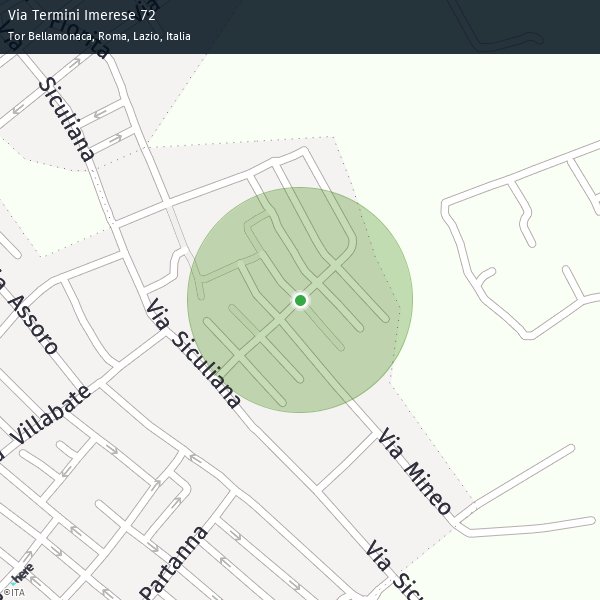 Via Termini Imerese 72
Tor Bellamonaca, Roma, Lazio, Italia
Siculiana
Via Siculiana
Assoro
Villabate
Via Mineo
Partanna
Via
here
©ITA